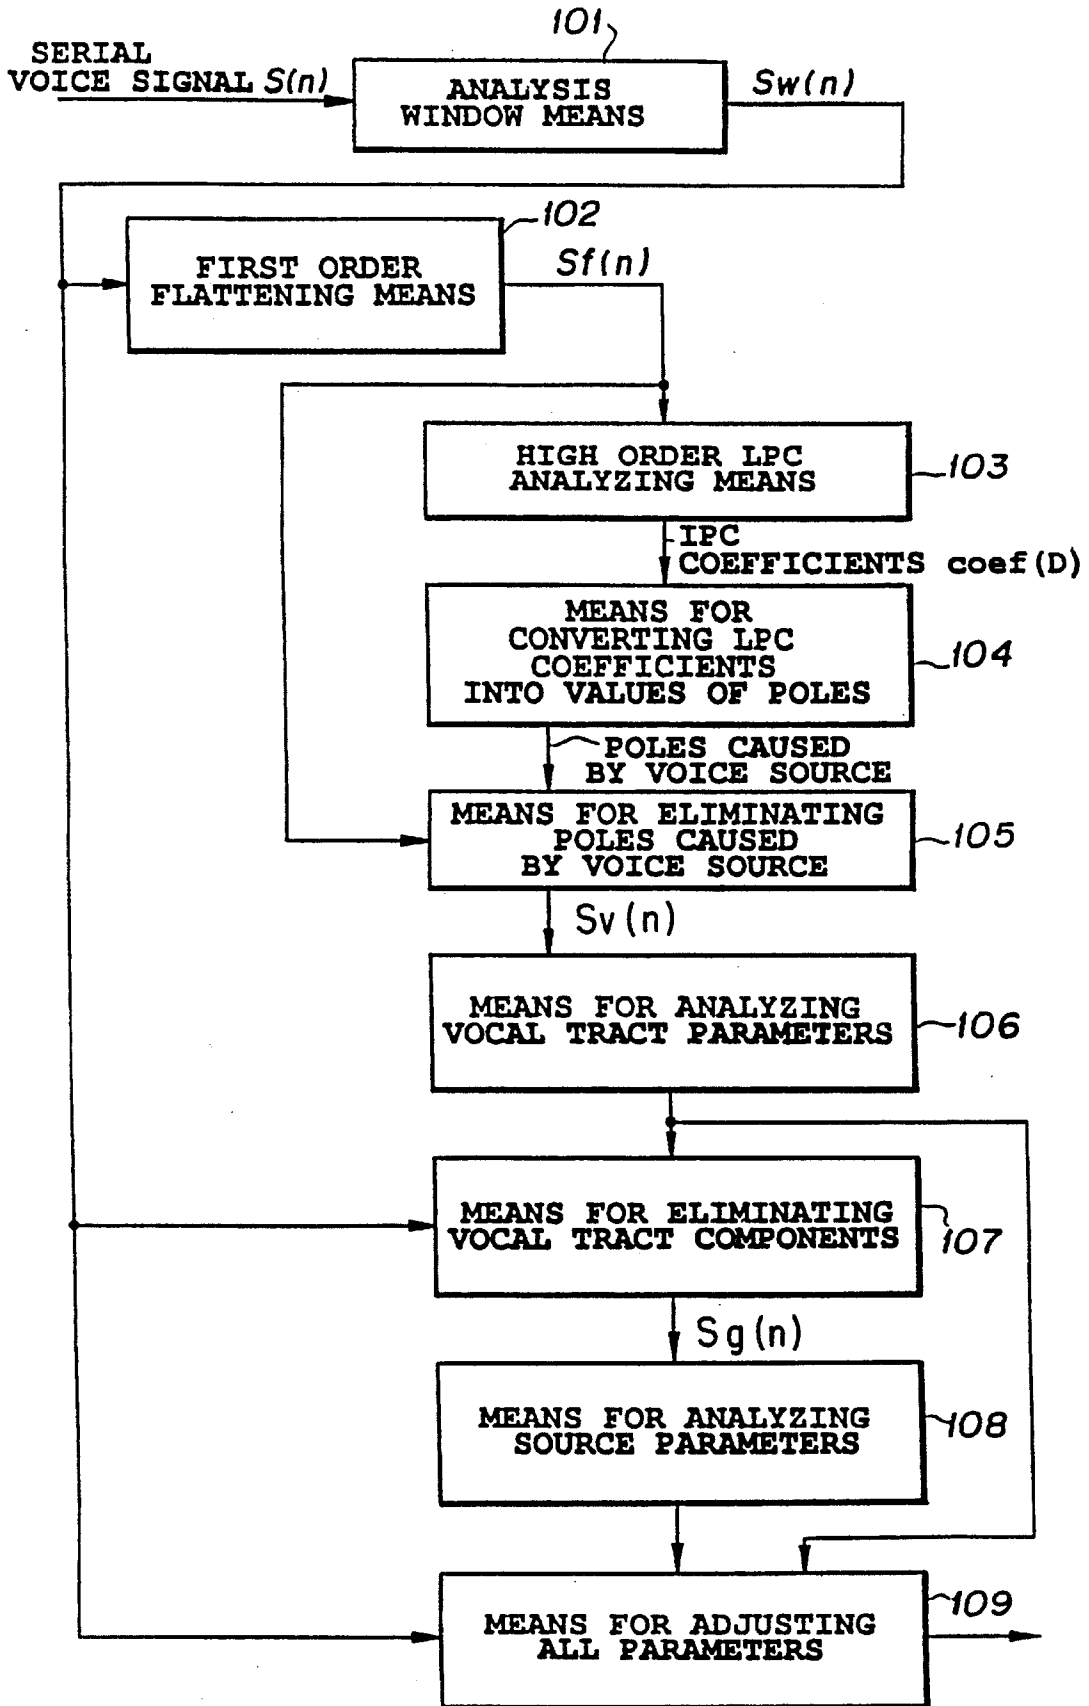 101
SERIAL
VOICE SIGNAL S(n)
ANALYSIS
WINDOW MEANS
Sw(n)
102
FIRST ORDER
FLATTENING MEANS
Sf(n)
HIGH ORDER LPC
ANALYZING MEANS
103
IPC
COEFFICIENTS coef(D)
MEANS FOR
CONVERTING LPC
COEFFICIENTS
INTO VALUES OF POLES
104
POLES CAUSED
BY VOICE SOURCE
MEANS FOR ELIMINATING
POLES CAUSED
BY VOICE SOURCE
105
Sv(n)
MEANS FOR ANALYZING
VOCAL TRACT PARAMETERS
106
MEANS FOR ELIMINATING
VOCAL TRACT COMPONENTS
107
Sg(n)
MEANS FOR ANALYZING
SOURCE PARAMETERS
108
MEANS FOR ADJUSTING
ALL PARAMETERS
109